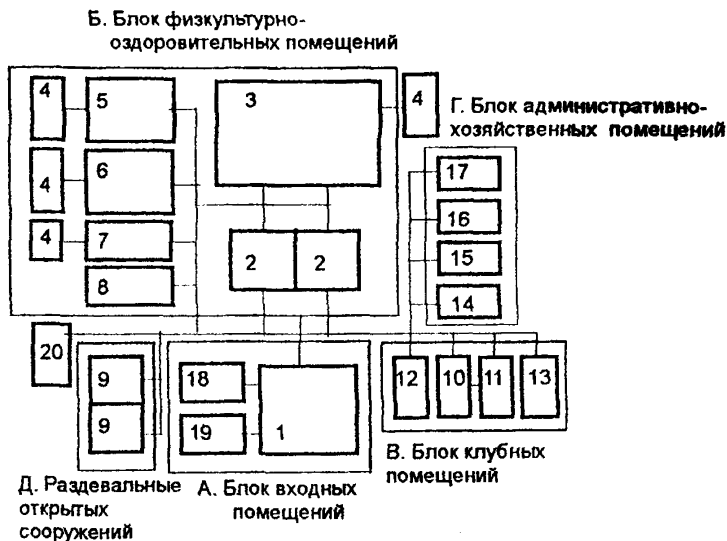 Б. Блок физкультурно-
оздоровительных помещений
4
5
3
4
Г. Блок административно-
хозяйственных помещений
4
6
17
16
4
7
15
8
2
2
14
20
9
18
12
10
11
13
9
19
1
В. Блок клубных
помещений
Д. Раздевальные
открытых
сооружений
А. Блок входных
помещений